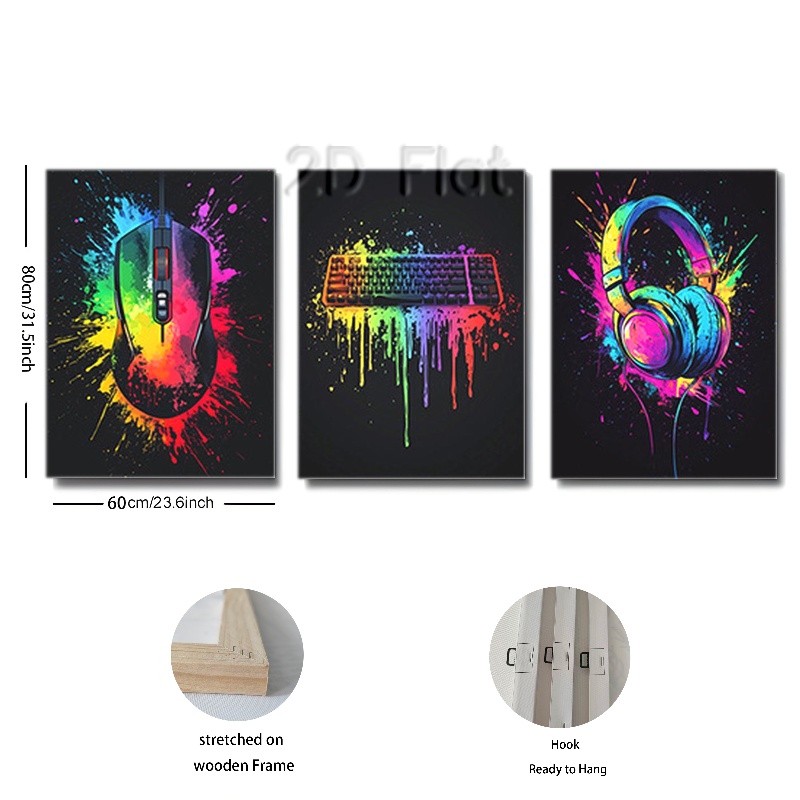 2D Flat
80cm/31.5inch
60cm/23.6inch
stretched on
wooden Frame
Hook
Ready to Hang